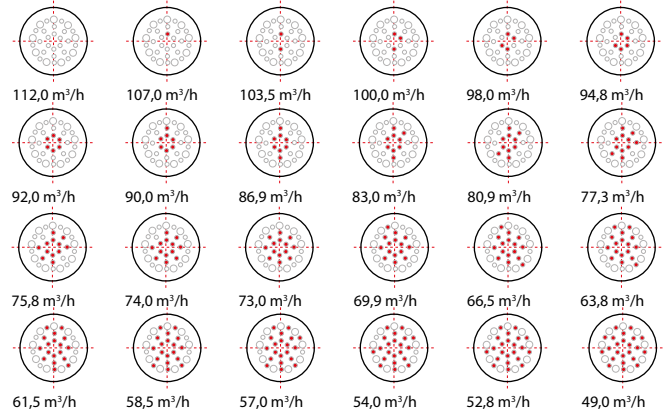 112,0 m³/h 107,0 m³/h 103,5 m³/h 100,0 m³/h 98,0 m³/h 94,8 m³/h
92,0 m³/h 90,0 m³/h 86,9 m³/h 83,0 m³/h 80,9 m³/h 77,3 m³/h
75,8 m³/h 74,0 m³/h 73,0 m³/h 69,9 m³/h 66,5 m³/h 63,8 m³/h
61,5 m³/h 58,5 m³/h 57,0 m³/h 54,0 m³/h 52,8 m³/h 49,0 m³/h